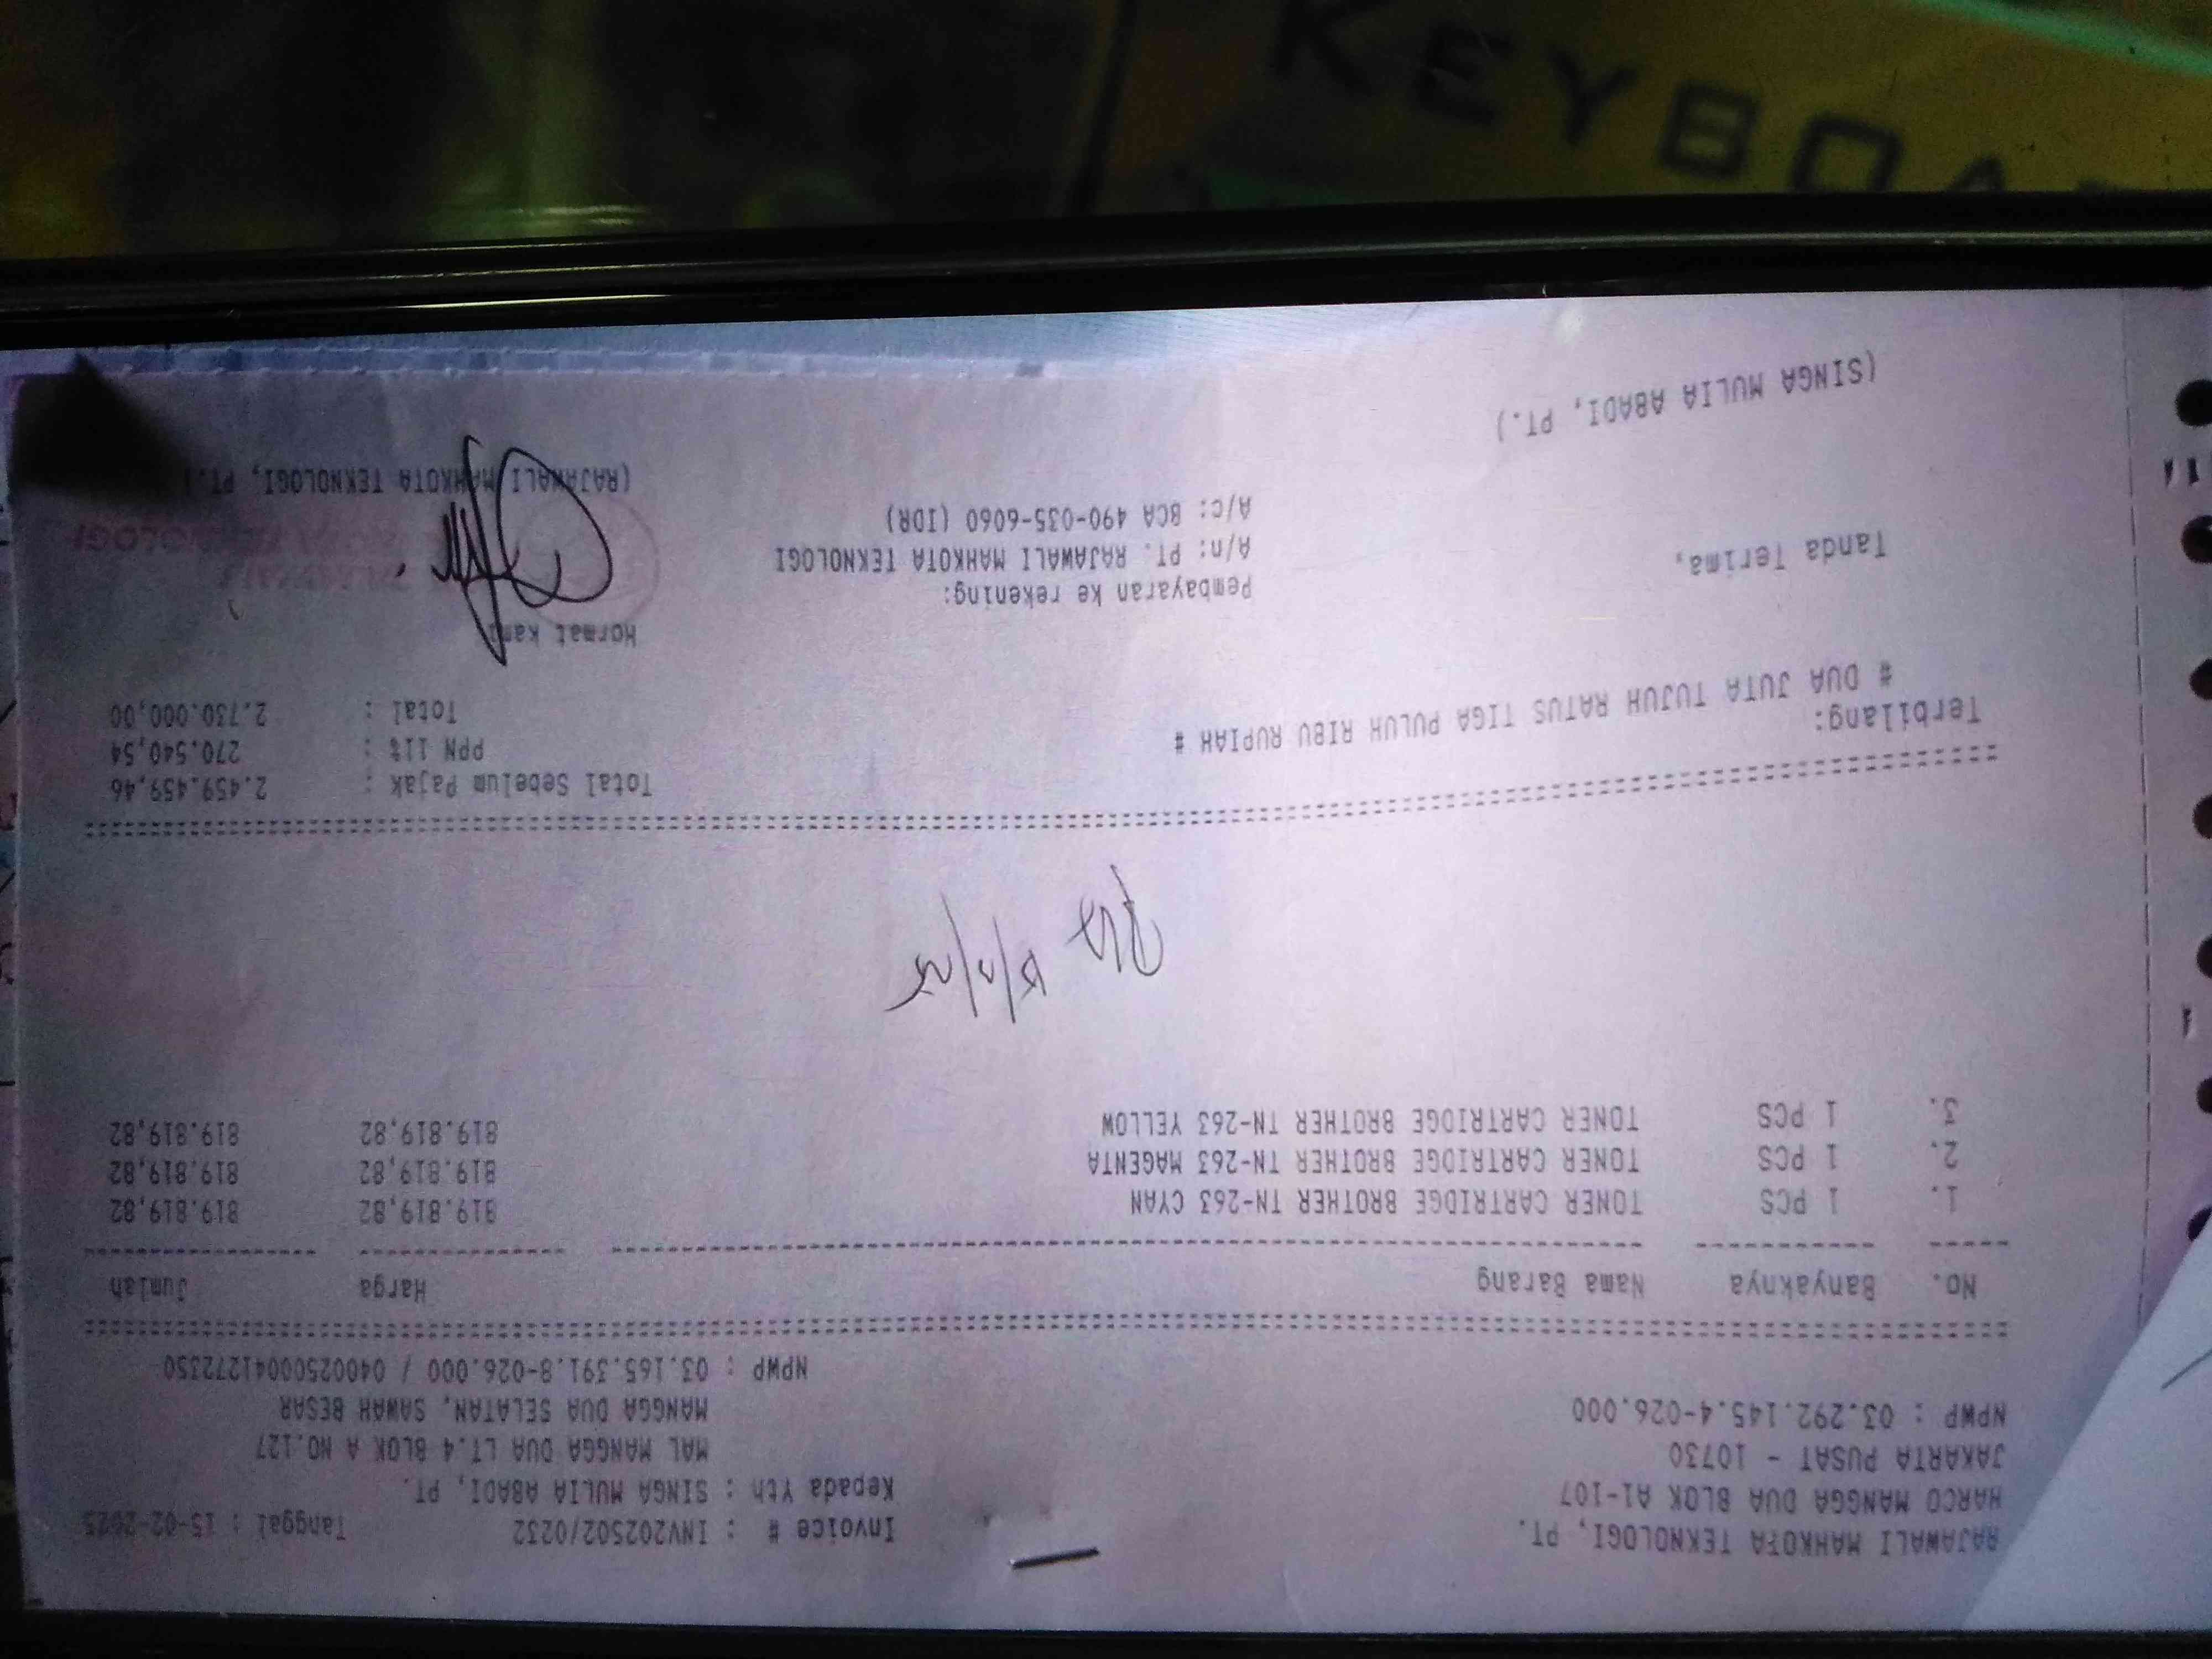 RAJAWALI MAHKOTA TEKNOLOGI, PT.
HARCO MANGGA DUA BLOK A1-107
JAKARTA PUSAT - 10730
NPWP : 03.292.145.4-026.000
Invoice # : INV202502/0232 Tanggal : 15-02-2025
Kepada Yth : SINGA MULIA ABADI, PT.
MAL MANGGA DUA LT.4 BLOK A NO.127
MANGGA DUA SELATAN, SAWAH BESAR
NPWP : 03.165.391.8-026.000 / 04002500041272350
No. Banyaknya Nama Barang Harga Jumlah
1. 1 PCS TONER CARTRIDGE BROTHER TN-263 CYAN 819.819,82 819.819,82
2. 1 PCS TONER CARTRIDGE BROTHER TN-263 MAGENTA 819.819,82 819.819,82
3. 1 PCS TONER CARTRIDGE BROTHER TN-263 YELLOW 819.819,82 819.819,82
Terbilang:
# DUA JUTA TUJUH RATUS TIGA PULUH RIBU RUPIAH #
Total Sebelum Pajak : 2.459.459,46
PPN 11% : 270.540,54
Total : 2.730.000,00
Tanda Terima,
(SINGA MULIA ABADI, PT.)
Pembayaran ke rekening:
A/n: PT. RAJAWALI MAHKOTA TEKNOLOGI
A/c: BCA 490-035-6060 (IDR)
Hormat kami
(RAJAWALI MAHKOTA TEKNOLOGI, PT.)
KEYBOA